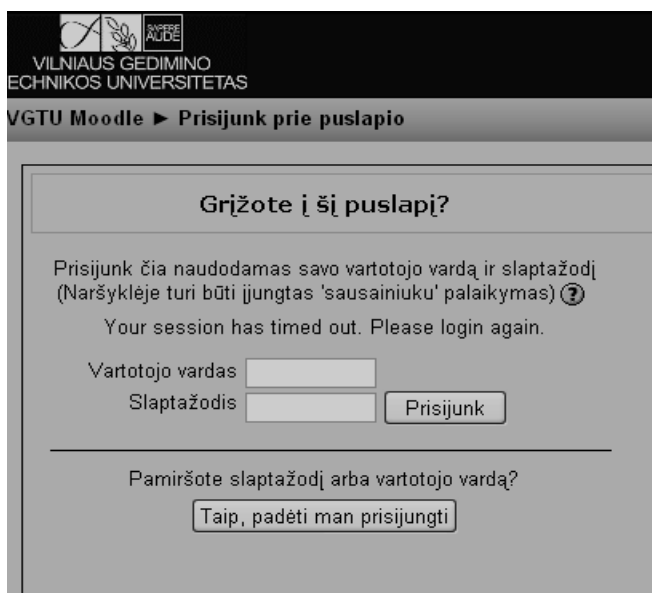 SAPERE
AUDE
VILNIAUS GEDIMINO
ECHNIKOS UNIVERSITETAS
VGTU Moodle ► Prisijunk prie puslapio
Grįžote į šį puslapį?
Prisijunk čia naudodamas savo vartotojo vardą ir slaptažodį
(Naršyklėje turi būti įjungtas 'sausainiuku' palaikymas) ?
Your session has timed out. Please login again.
Vartotojo vardas
Slaptažodis
Prisijunk
Pamiršote slaptažodį arba vartotojo vardą?
Taip, padėti man prisijungti